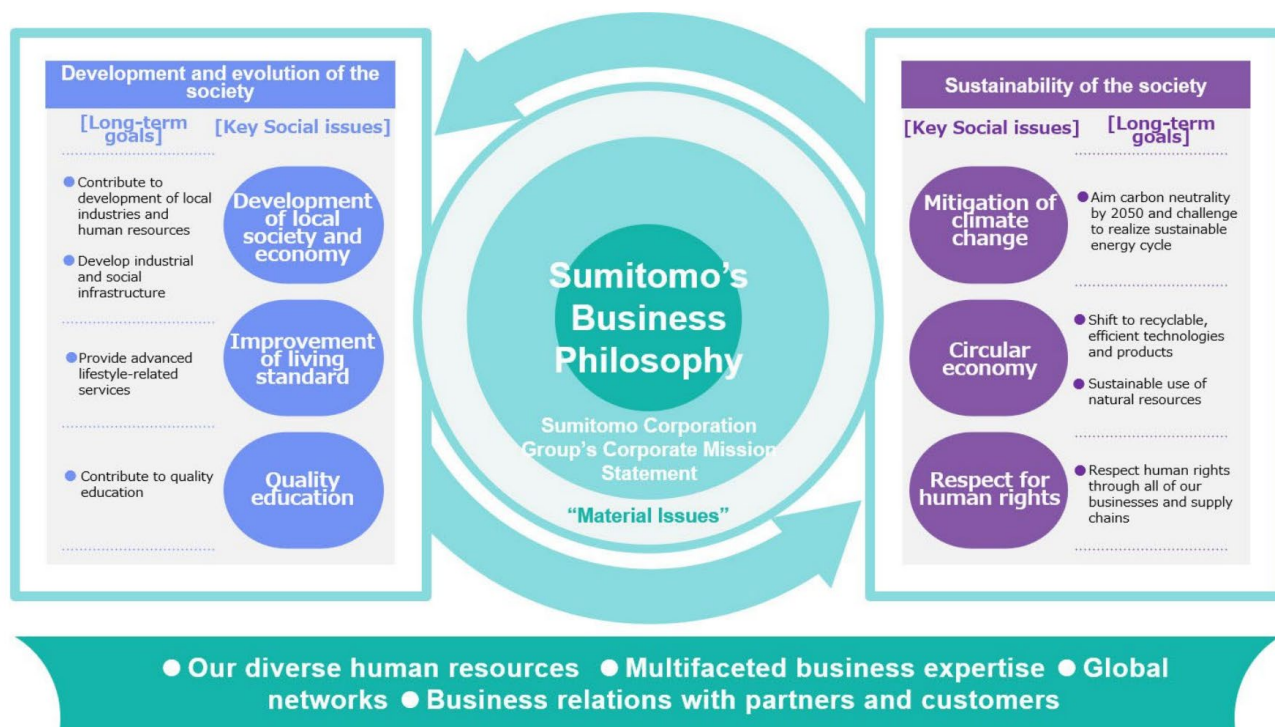 Development and evolution of the
society
[Long-term
goals]
[Key Social issues]
Contribute to
development of local
industries and
human resources
Develop industrial
and social
infrastructure
Development
of local
society and
economy
Provide advanced
lifestyle-related
services
Improvement
of living
standard
Contribute to quality
education
Quality
education
Sumitomo’s
Business
Philosophy
Sumitomo Corporation
Group’s Corporate Mission
Statement
“Material Issues”
Sustainability of the society
[Key Social issues]
[Long-term
goals]
Mitigation of
climate
change
Aim carbon neutrality
by 2050 and challenge
to realize sustainable
energy cycle
Circular
economy
Shift to recyclable,
efficient technologies
and products
Sustainable use of
natural resources
Respect for
human rights
Respect human rights
through all of our
businesses and supply
chains
● Our diverse human resources ● Multifaceted business expertise ● Global
networks ● Business relations with partners and customers